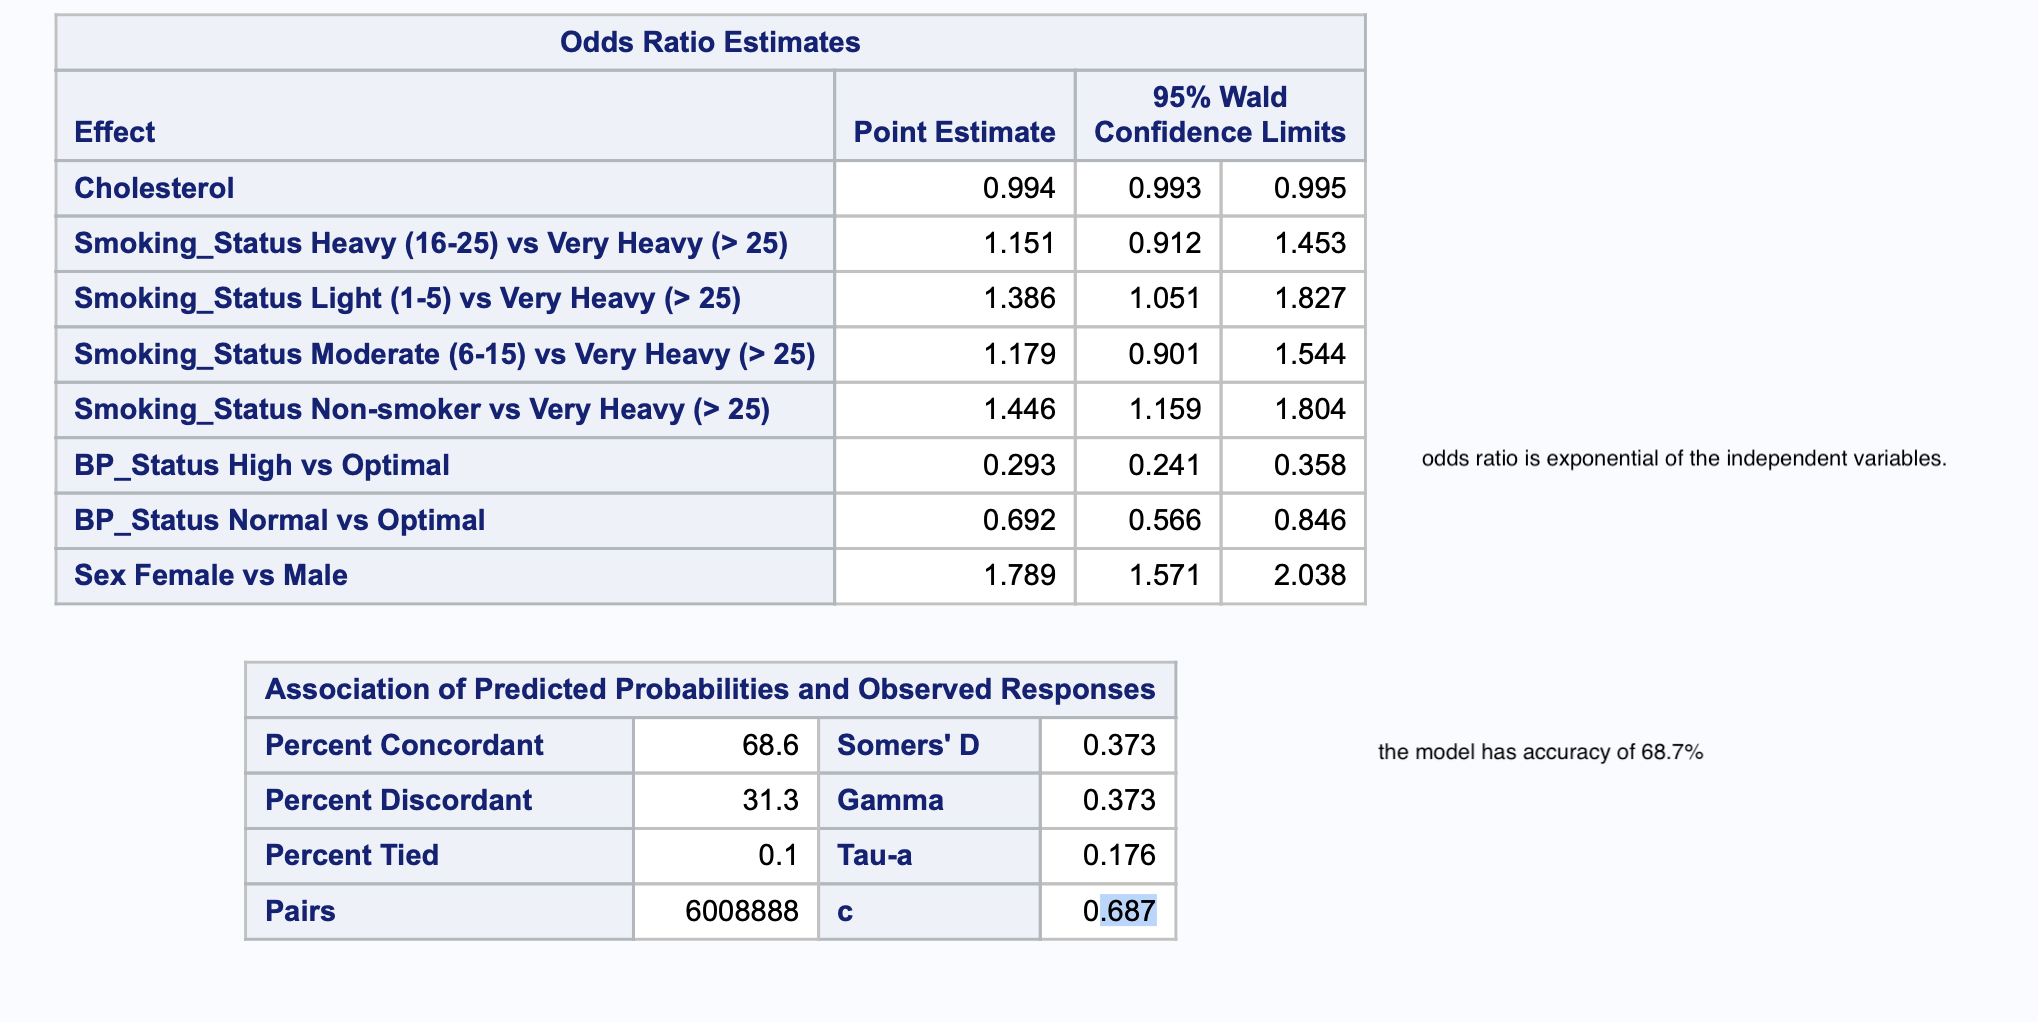 Odds Ratio Estimates
Effect Point Estimate 95% Wald Confidence Limits
Cholesterol 0.994 0.993 0.995
Smoking_Status Heavy (16-25) vs Very Heavy (> 25) 1.151 0.912 1.453
Smoking_Status Light (1-5) vs Very Heavy (> 25) 1.386 1.051 1.827
Smoking_Status Moderate (6-15) vs Very Heavy (> 25) 1.179 0.901 1.544
Smoking_Status Non-smoker vs Very Heavy (> 25) 1.446 1.159 1.804
BP_Status High vs Optimal 0.293 0.241 0.358
odds ratio is exponential of the independent variables.
BP_Status Normal vs Optimal 0.692 0.566 0.846
Sex Female vs Male 1.789 1.571 2.038
Association of Predicted Probabilities and Observed Responses
Percent Concordant 68.6 Somers' D 0.373
the model has accuracy of 68.7%
Percent Discordant 31.3 Gamma 0.373
Percent Tied 0.1 Tau-a 0.176
Pairs 6008888 c 0.687